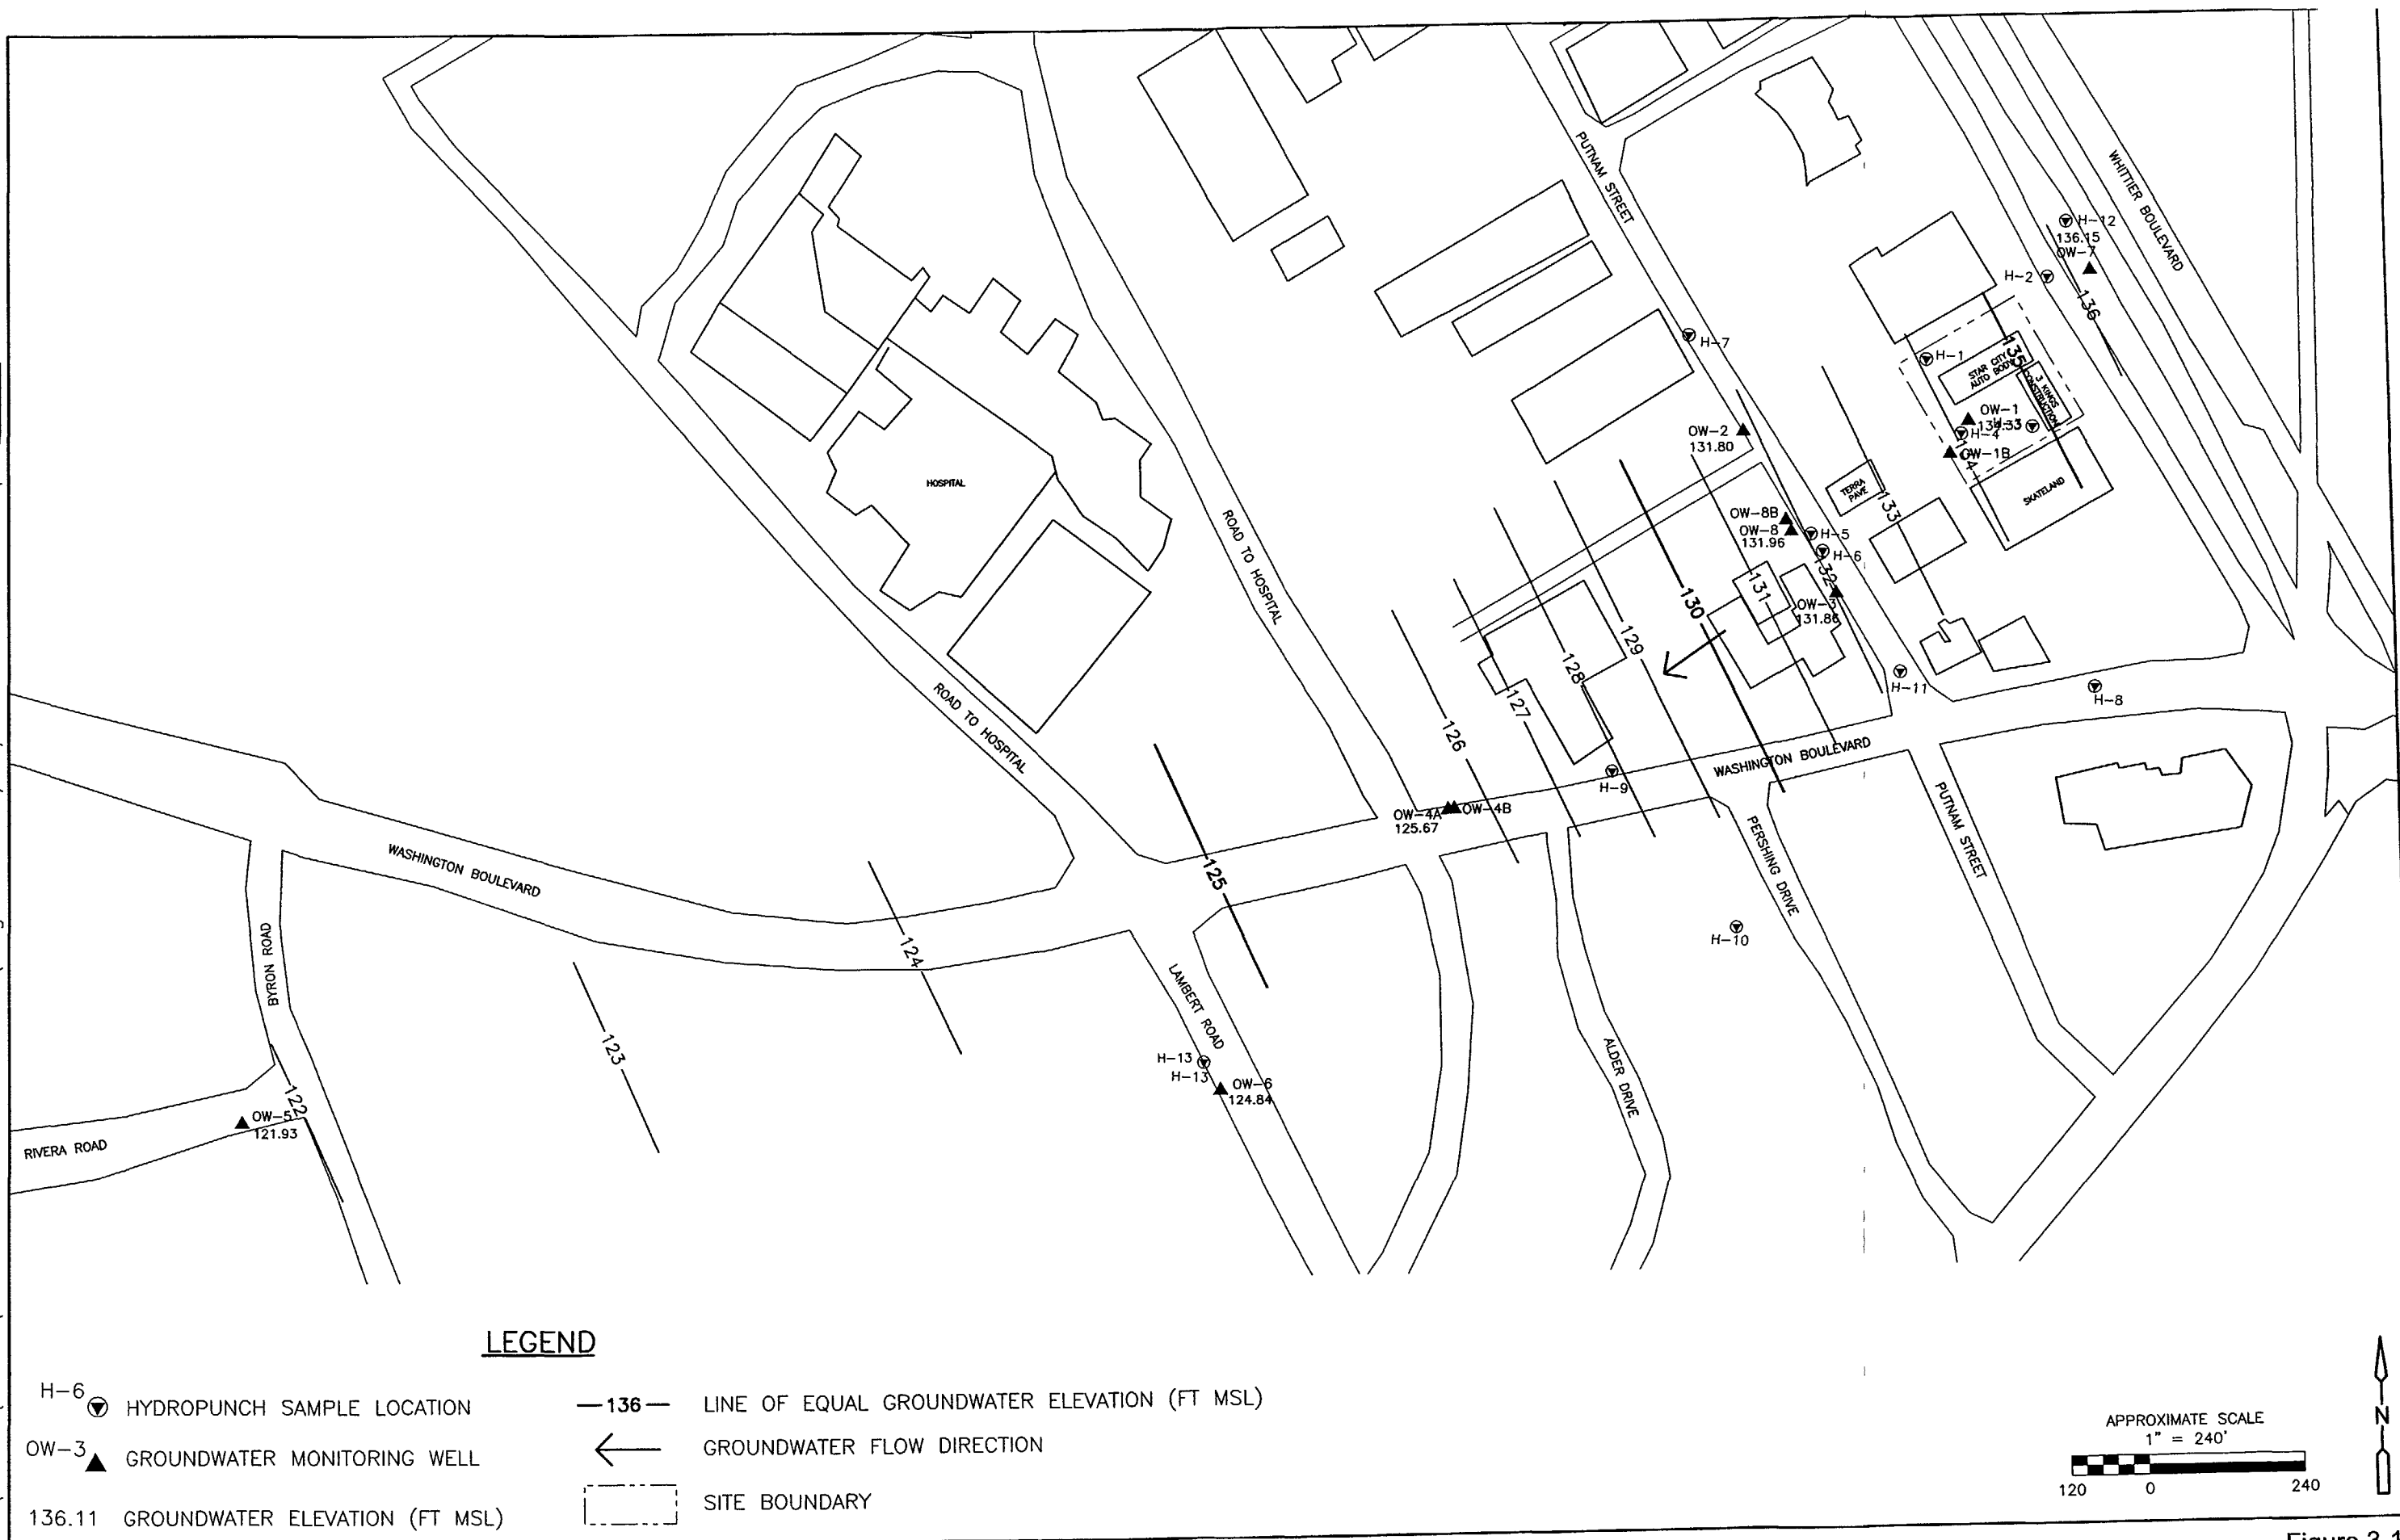 PUTNAM STREET
WHITTIER BOULEVARD
H-12
136.15
OW-7
H-2
136
H-7
H-1
135
STAR CITY
AUTO BODY
3 KINGS
CONSTRUCTION
OW-1
H-4
OW-1B
SKATELAND
OW-2
131.80
HOSPITAL
TERRA
PAVE
133
OW-8B
OW-8
131.96
H-5
H-6
132
ROAD TO HOSPITAL
131
130
OW-3
131.86
129
128
127
126
H-11
H-8
ROAD TO HOSPITAL
WASHINGTON BOULEVARD
H-9
OW-4A
OW-4B
125.67
PERSHING DRIVE
PUTNAM STREET
WASHINGTON BOULEVARD
125
124
H-10
BYRON ROAD
LAMBERT ROAD
123
H-13
H-13
OW-6
124.84
ALDER DRIVE
122
OW-5
121.93
RIVERA ROAD
LEGEND
H-6
HYDROPUNCH SAMPLE LOCATION
OW-3
GROUNDWATER MONITORING WELL
136.11 GROUNDWATER ELEVATION (FT MSL)
136 LINE OF EQUAL GROUNDWATER ELEVATION (FT MSL)
GROUNDWATER FLOW DIRECTION
SITE BOUNDARY
APPROXIMATE SCALE
1" = 240'
120 0 240
N